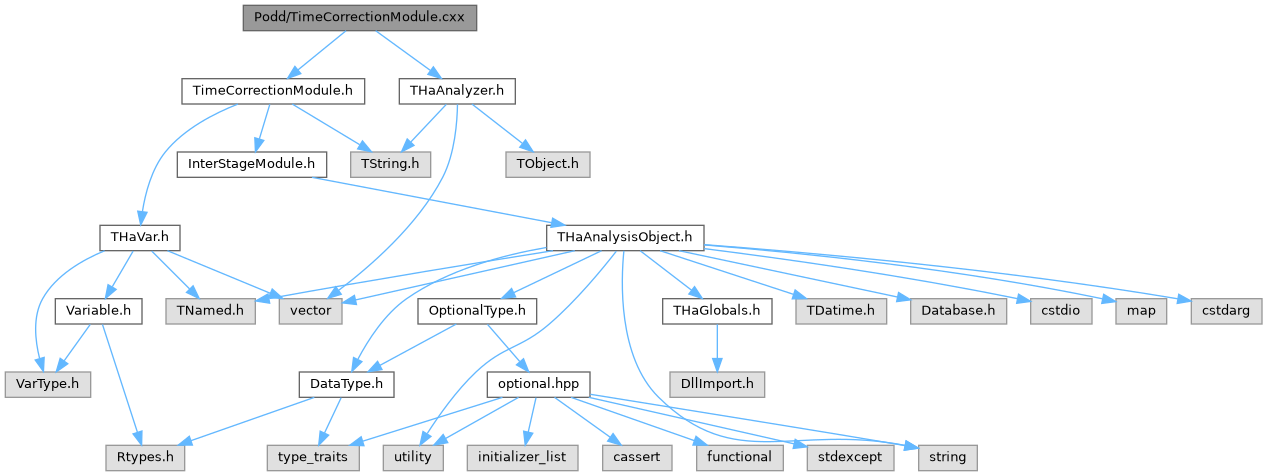 Podd/TimeCorrectionModule.cxx
TimeCorrectionModule.h
THaAnalyzer.h
InterStageModule.h
TString.h
TObject.h
THaVar.h
THaAnalysisObject.h
Variable.h
TNamed.h
vector
OptionalType.h
THaGlobals.h
TDatime.h
Database.h
cstdio
map
cstdarg
VarType.h
DataType.h
optional.hpp
DllImport.h
Rtypes.h
type_traits
utility
initializer_list
cassert
functional
stdexcept
string